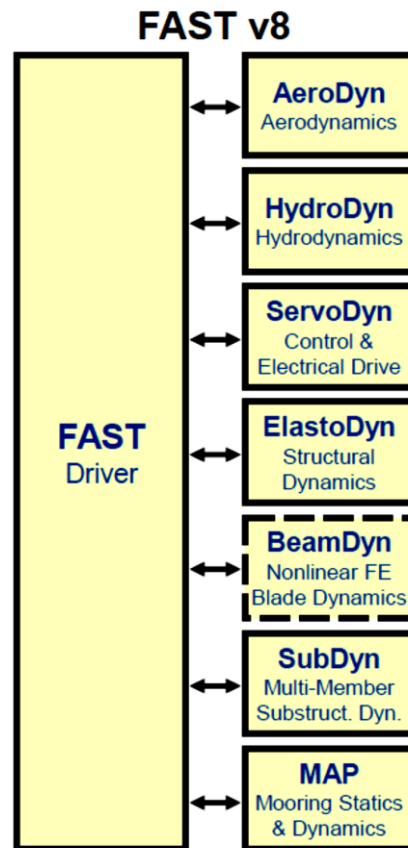 FAST v8
FAST
Driver
AeroDyn
Aerodynamics
HydroDyn
Hydrodynamics
ServoDyn
Control &
Electrical Drive
ElastoDyn
Structural
Dynamics
BeamDyn
Nonlinear FE
Blade Dynamics
SubDyn
Multi-Member
Substruct. Dyn.
MAP
Mooring Statics
& Dynamics